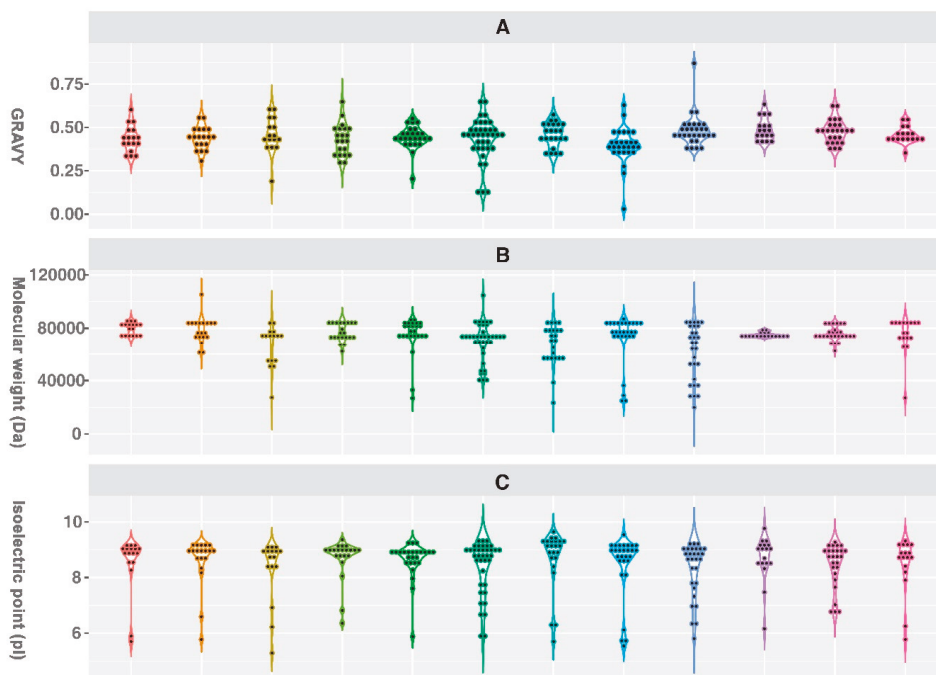 A
GRAVY
0.75
0.50
0.25
0.00
B
Molecular weight (Da)
120000
80000
40000
0
C
Isoelectric point (pI)
10
8
6